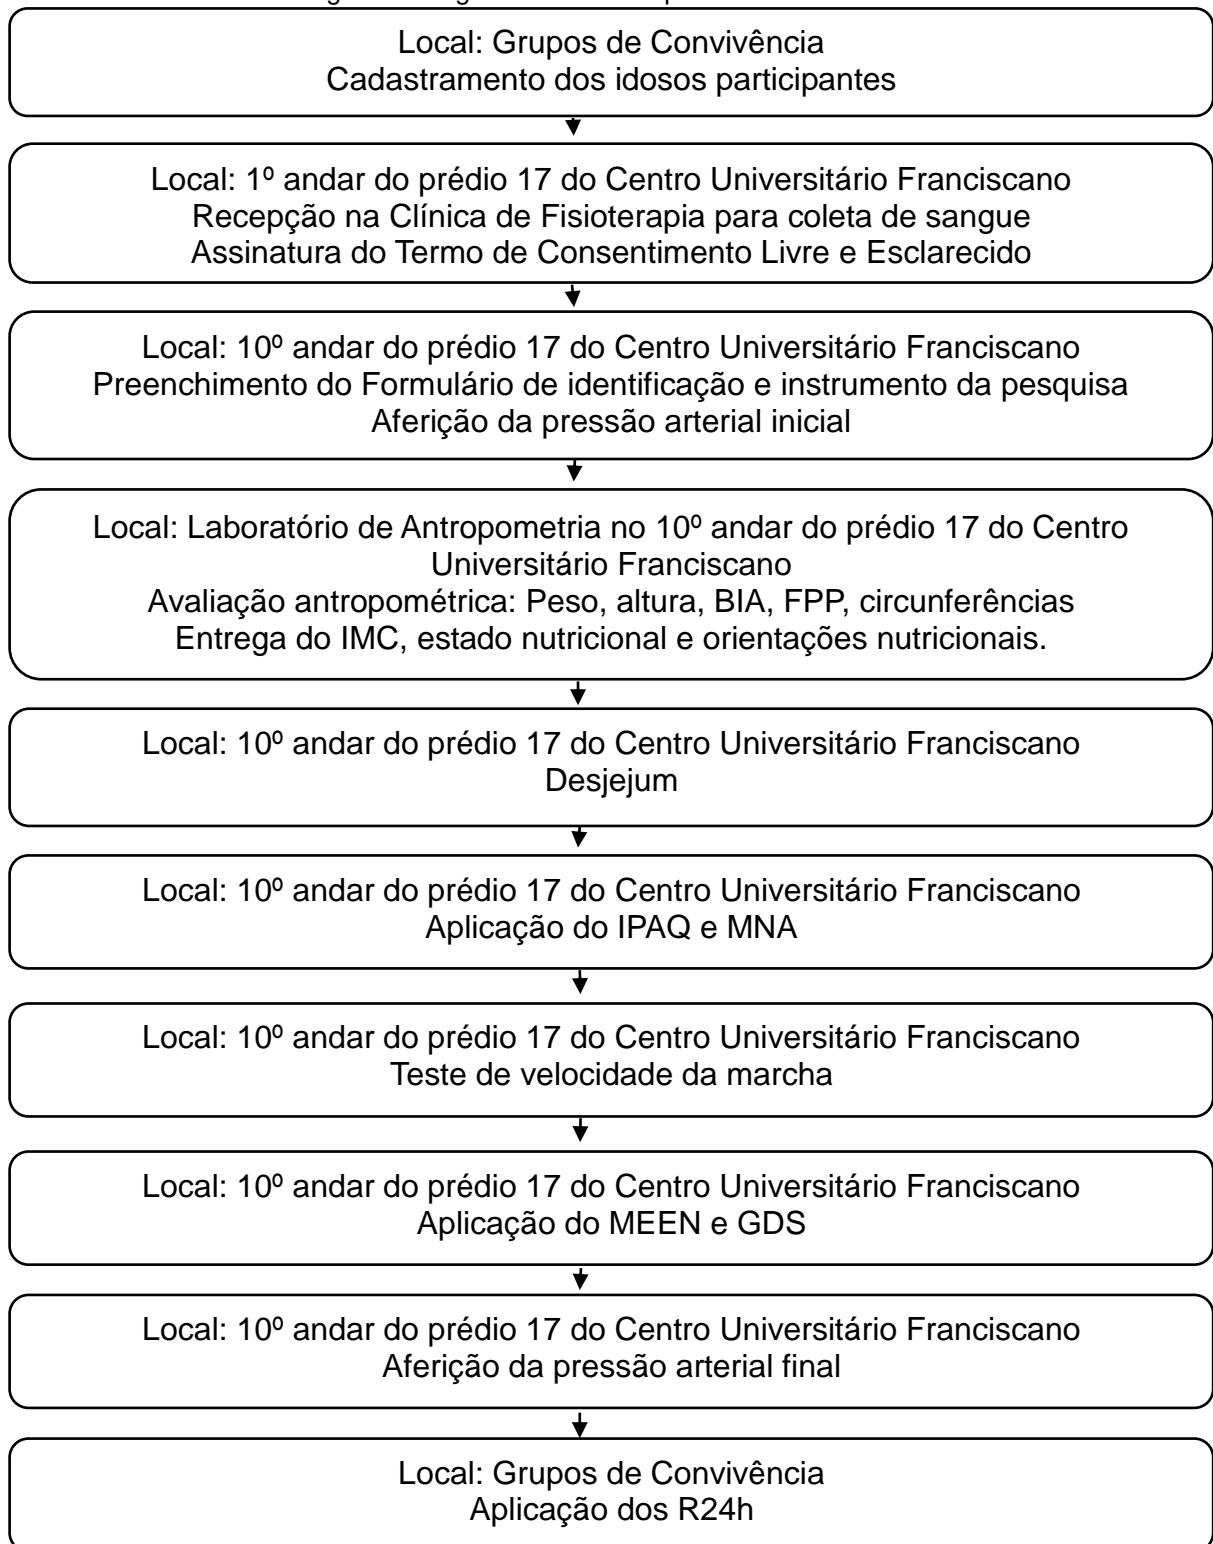 Local: Grupos de Convivência
Cadastramento dos idosos participantes
Local: 1º andar do prédio 17 do Centro Universitário Franciscano
Recepção na Clínica de Fisioterapia para coleta de sangue
Assinatura do Termo de Consentimento Livre e Esclarecido
Local: 10º andar do prédio 17 do Centro Universitário Franciscano
Preenchimento do Formulário de identificação e instrumento da pesquisa
Aferição da pressão arterial inicial
Local: Laboratório de Antropometria no 10º andar do prédio 17 do Centro
Universitário Franciscano
Avaliação antropométrica: Peso, altura, BIA, FPP, circunferências
Entrega do IMC, estado nutricional e orientações nutricionais.
Local: 10º andar do prédio 17 do Centro Universitário Franciscano
Desjejum
Local: 10º andar do prédio 17 do Centro Universitário Franciscano
Aplicação do IPAQ e MNA
Local: 10º andar do prédio 17 do Centro Universitário Franciscano
Teste de velocidade da marcha
Local: 10º andar do prédio 17 do Centro Universitário Franciscano
Aplicação do MEEN e GDS
Local: 10º andar do prédio 17 do Centro Universitário Franciscano
Aferição da pressão arterial final
Local: Grupos de Convivência
Aplicação dos R24h